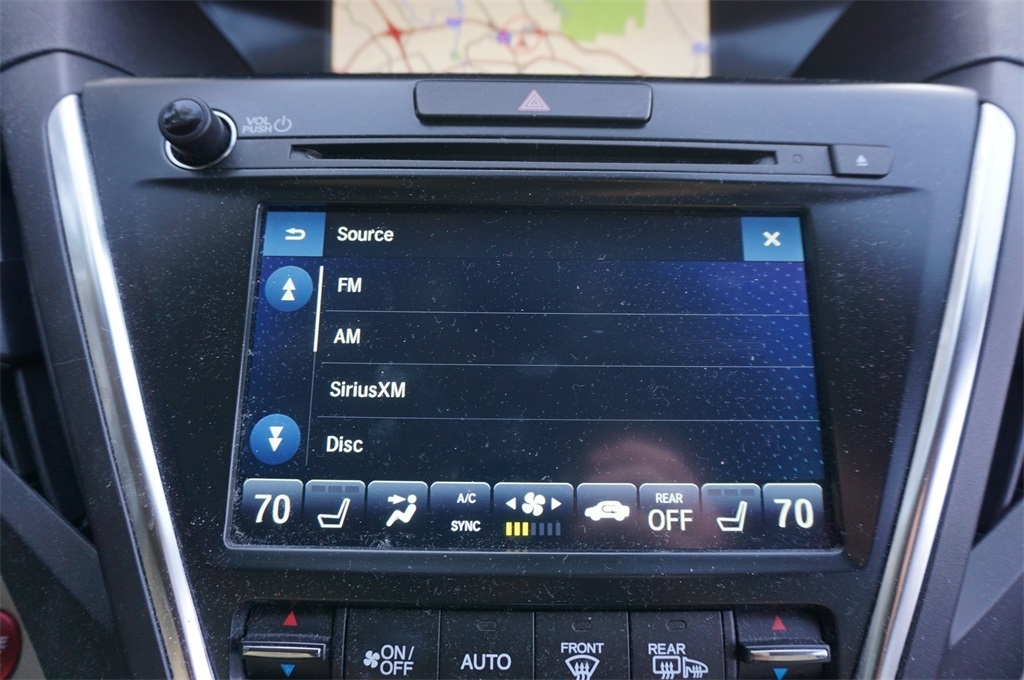 VOL
PUSH
Source
FM
AM
SiriusXM
Disc
70
A/C
SYNC
REAR
OFF
70
ON/
OFF
AUTO
FRONT
REAR